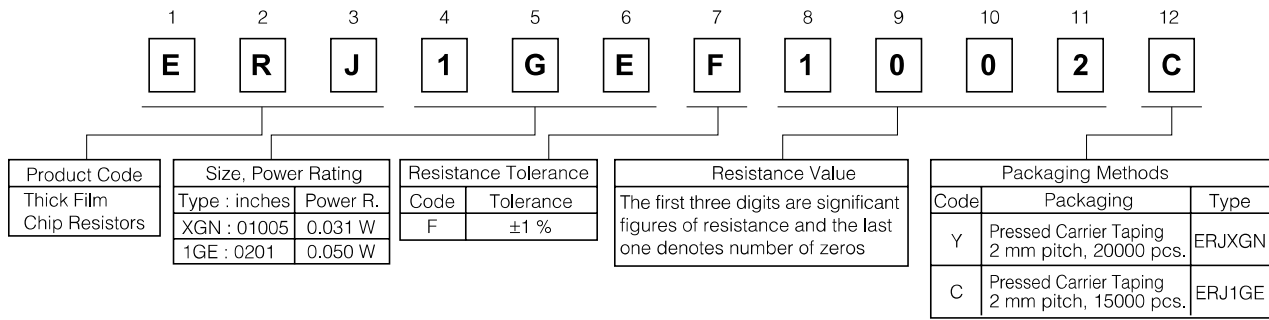 1 2 3 4 5 6 7 8 9 10 11 12
E R J 1 G E F 1 0 0 2 C
Product Code
Thick Film
Chip Resistors
Size, Power Rating
Type : inches Power R.
XGN : 01005 0.031 W
1GE : 0201 0.050 W
Resistance Tolerance
Code Tolerance
F ±1 %
Resistance Value
The first three digits are significant
figures of resistance and the last
one denotes number of zeros
Packaging Methods
Code Packaging Type
Y Pressed Carrier Taping
2 mm pitch, 20000 pcs. ERJXGN
C Pressed Carrier Taping
2 mm pitch, 15000 pcs. ERJ1GE